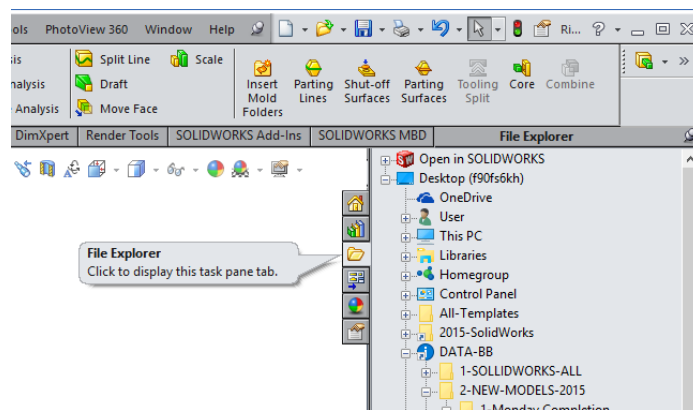 ols PhotoView 360 Window Help Ri... ?
is Split Line Scale
nalysis Draft
Analysis Move Face
Insert Mold Folders
Parting Lines
Shut-off Surfaces
Parting Surfaces
Tooling Split
Core
Combine
DimXpert Render Tools SOLIDWORKS Add-Ins SOLIDWORKS MBD File Explorer
Open in SOLIDWORKS
Desktop (f90fs6kh)
OneDrive
User
This PC
Libraries
Homegroup
Control Panel
All-Templates
2015-SolidWorks
DATA-BB
1-SOLLIDWORKS-ALL
2-NEW-MODELS-2015
1-Monday Completion
File Explorer
Click to display this task pane tab.